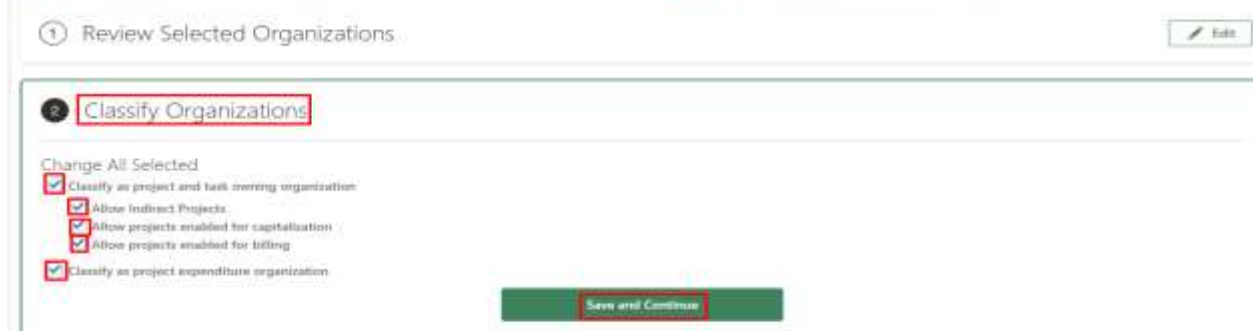 1 Review Selected Organizations
Edit
2 Classify Organizations
Change All Selected
Classify as project and task owning organization
Allow Indirect Projects
Allow projects enabled for capitalization
Allow projects enabled for billing
Classify as project expenditure organization
Save and Continue